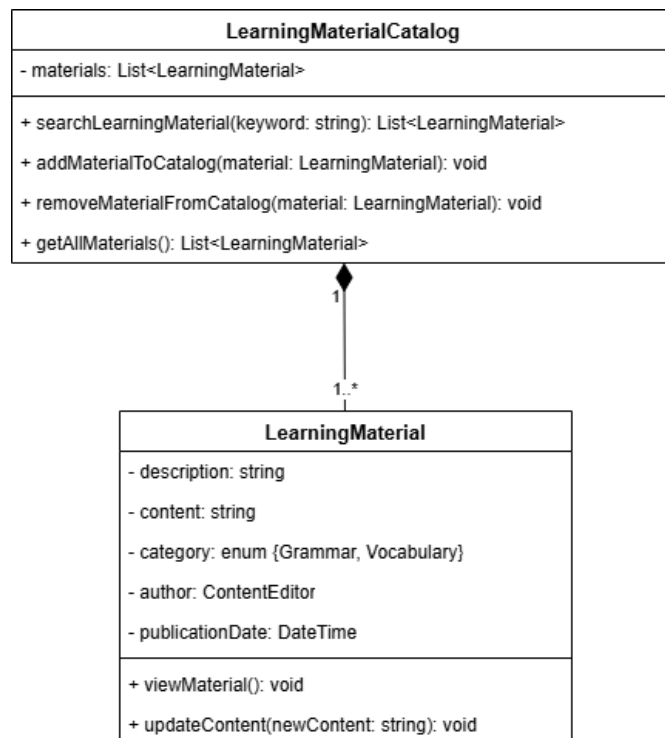 LearningMaterialCatalog
- materials: List<LearningMaterial>
+ searchLearningMaterial(keyword: string): List<LearningMaterial>
+ addMaterialToCatalog(material: LearningMaterial): void
+ removeMaterialFromCatalog(material: LearningMaterial): void
+ getAllMaterials(): List<LearningMaterial>
1
1..*
LearningMaterial
- description: string
- content: string
- category: enum {Grammar, Vocabulary}
- author: ContentEditor
- publicationDate: DateTime
+ viewMaterial(): void
+ updateContent(newContent: string): void